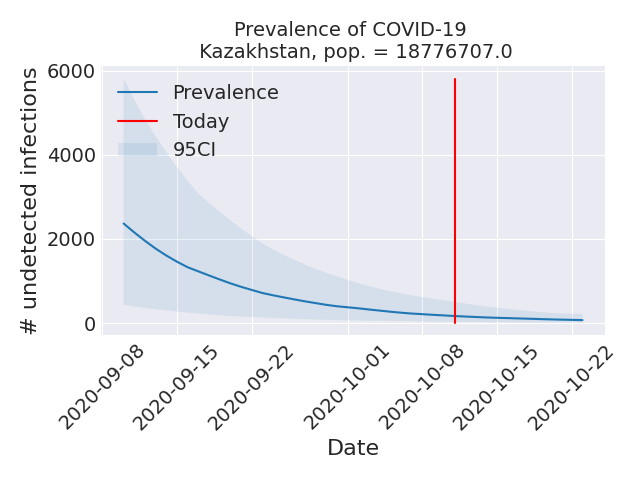 Prevalence of COVID-19
Kazakhstan, pop. = 18776707.0
# undetected infections
6000
4000
2000
0
Prevalence
Today
95CI
2020-09-08
2020-09-15
2020-09-22
2020-10-01
2020-10-08
2020-10-15
2020-10-22
Date